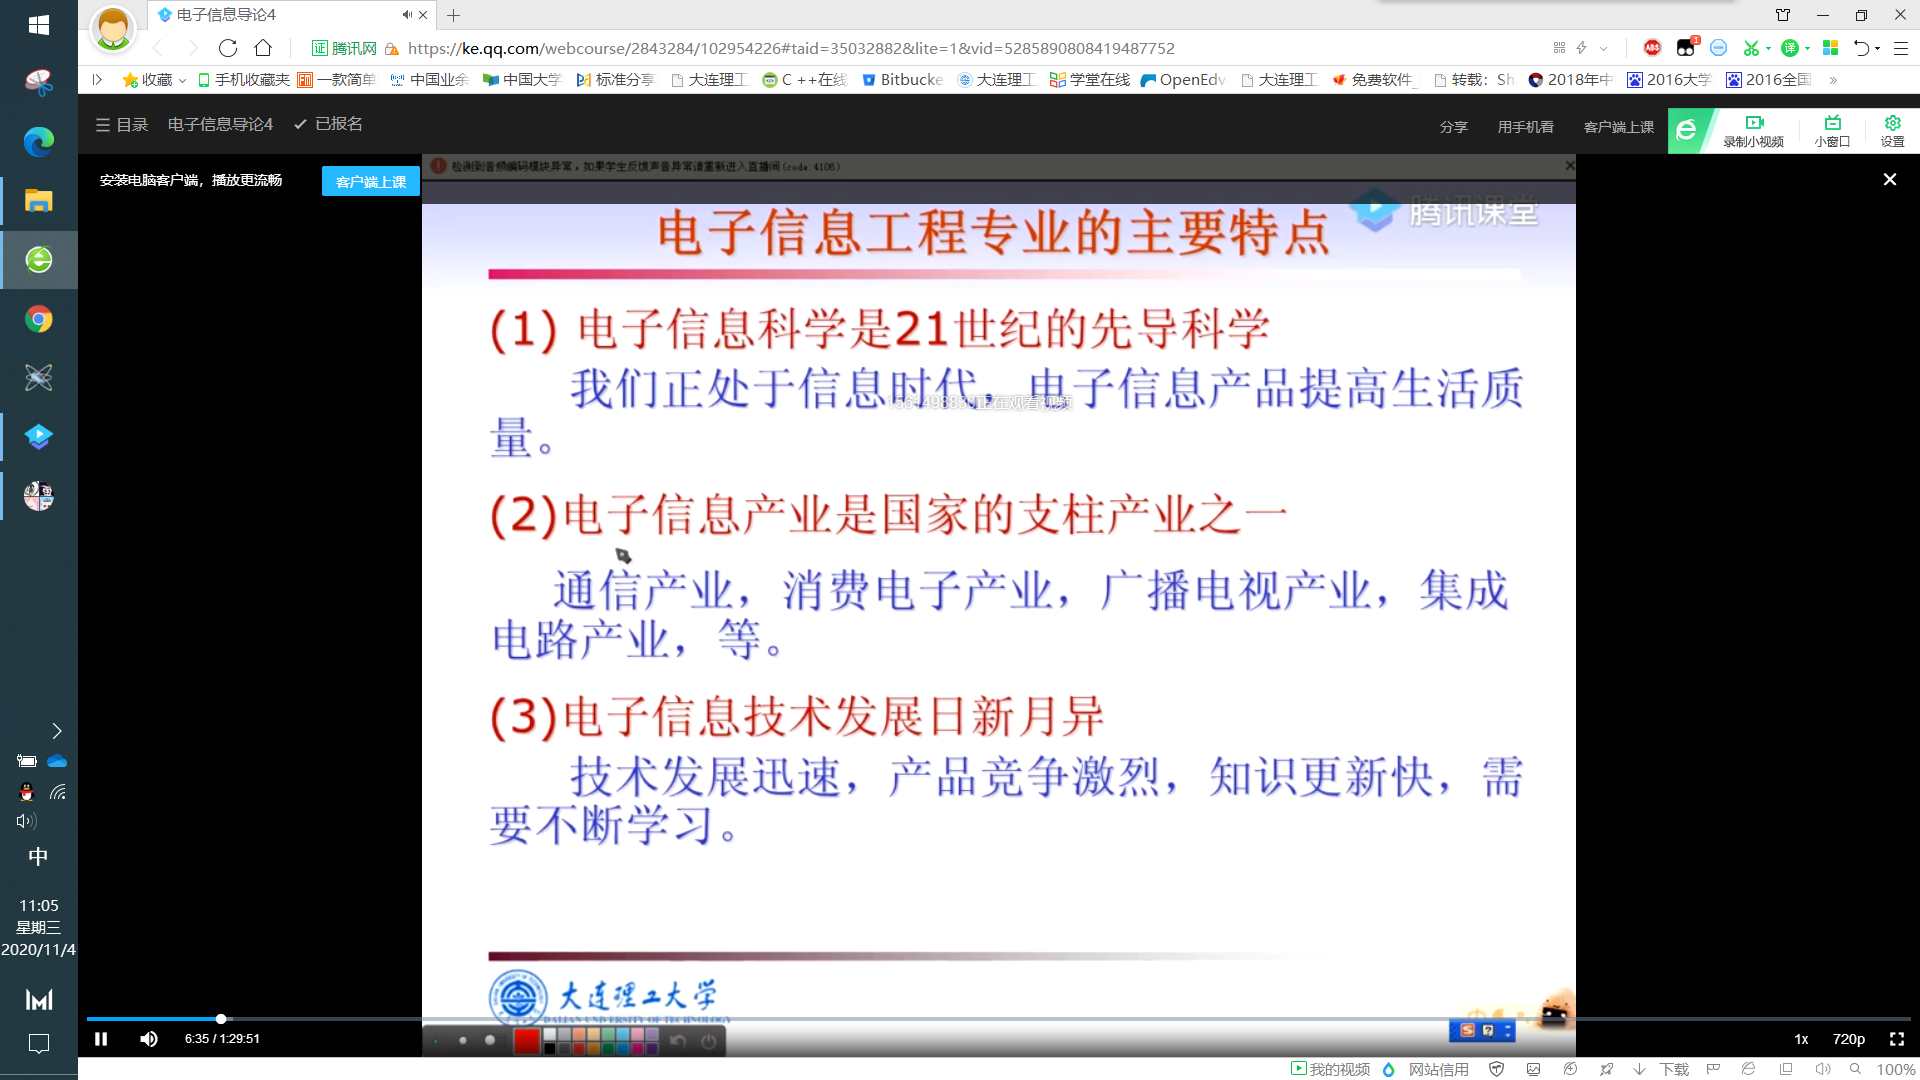 电子信息导论4
证 腾讯网 https://ke.qq.com/webcourse/2843284/102954226#taid=35032882&lite=1&vid=5285890808419487752
ABP
1
译
收藏 手机收藏夹 一款简单 中国业余 中国大学 标准分享 大连理工 C ++在线 Bitbucke 大连理工 学堂在线 OpenEdv 大连理工 免费软件_ 转载：Sh 2018年中 2016大学 2016全国
目录 电子信息导论4 已报名
分享 用手机看 客户端上课
录制小视频 小窗口 设置
安装电脑客户端，播放更流畅
客户端上课
检测到音频编码模块异常，如果学生反馈声音异常请重新进入直播间(code 4106)
腾讯课堂
电子信息工程专业的主要特点
(1) 电子信息科学是21世纪的先导科学
我们正处于信息时代，电子信息产品提高生活质
量。
正在观看视频
(2)电子信息产业是国家的支柱产业之一
通信产业，消费电子产业，广播电视产业，集成
电路产业，等。
(3)电子信息技术发展日新月异
技术发展迅速，产品竞争激烈，知识更新快，需
要不断学习。
大连理工大学
DALIAN UNIVERSITY OF TECHNOLOGY
中
11:05
星期三
2020/11/4
6:35 / 1:29:51
1x
720p
我的视频 网站信用 下载 100%